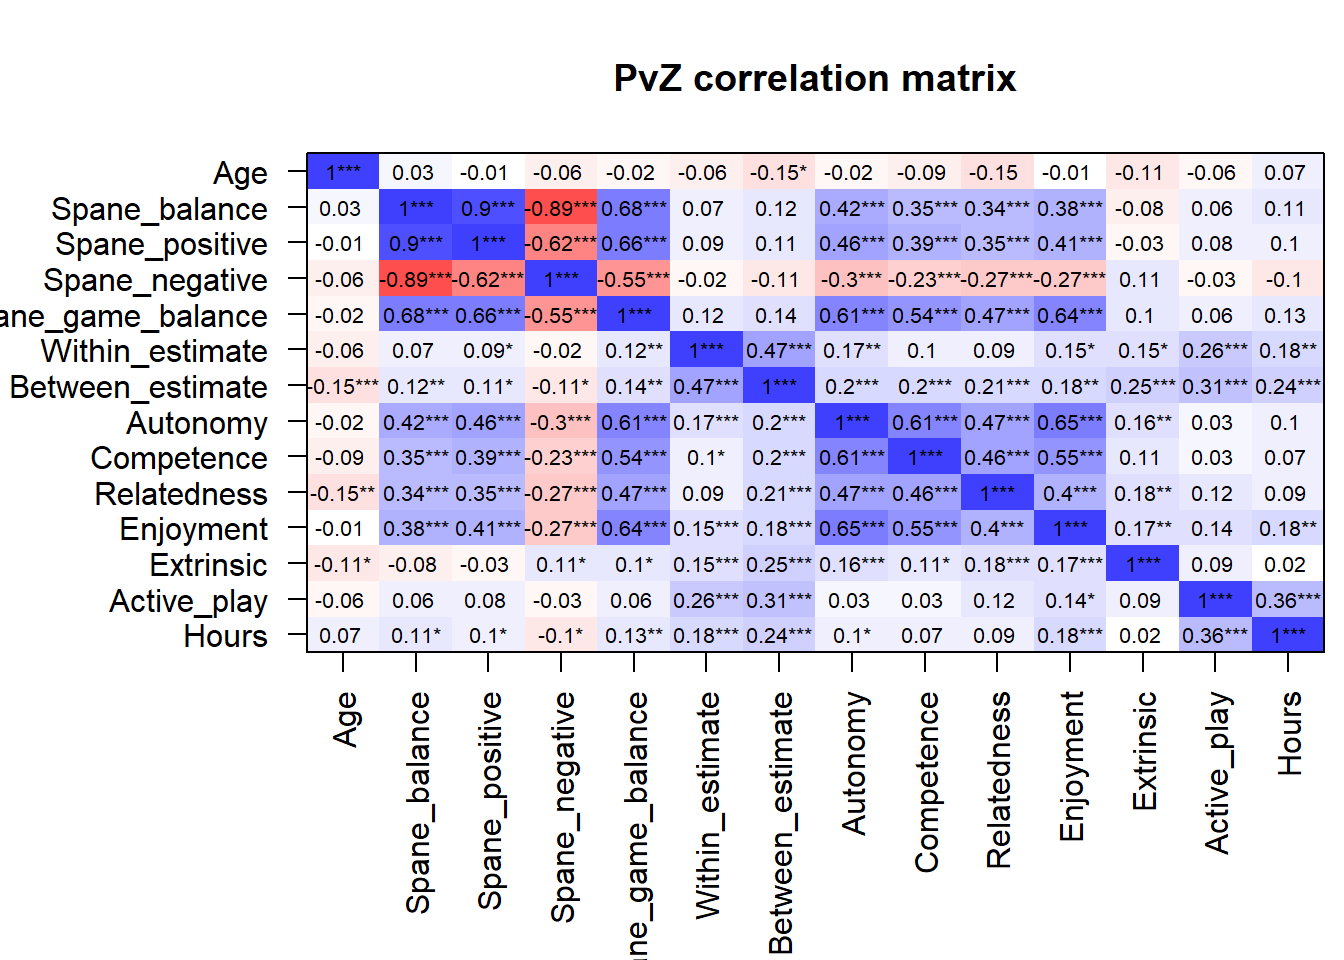 PvZ correlation matrix
Age 1*** 0.03 -0.01 -0.06 -0.02 -0.06 -0.15* -0.02 -0.09 -0.15 -0.01 -0.11 -0.06 0.07
Spane_balance 0.03 1*** 0.9*** -0.89*** 0.68*** 0.07 0.12 0.42*** 0.35*** 0.34*** 0.38*** -0.08 0.06 0.11
Spane_positive -0.01 0.9*** 1*** -0.62*** 0.66*** 0.09 0.11 0.46*** 0.39*** 0.35*** 0.41*** -0.03 0.08 0.1
Spane_negative -0.06 -0.89*** -0.62*** 1*** -0.55*** -0.02 -0.11 -0.3*** -0.23*** -0.27*** -0.27*** 0.11 -0.03 -0.1
ane_game_balance -0.02 0.68*** 0.66*** -0.55*** 1*** 0.12 0.14 0.61*** 0.54*** 0.47*** 0.64*** 0.1 0.06 0.13
Within_estimate -0.06 0.07 0.09* -0.02 0.12** 1*** 0.47*** 0.17** 0.1 0.09 0.15* 0.15* 0.26*** 0.18**
Between_estimate -0.15*** 0.12** 0.11* -0.11* 0.14** 0.47*** 1*** 0.2*** 0.2*** 0.21*** 0.18** 0.25*** 0.31*** 0.24***
Autonomy -0.02 0.42*** 0.46*** -0.3*** 0.61*** 0.17*** 0.2*** 1*** 0.61*** 0.47*** 0.65*** 0.16** 0.03 0.1
Competence -0.09 0.35*** 0.39*** -0.23*** 0.54*** 0.1* 0.2*** 0.61*** 1*** 0.46*** 0.55*** 0.11 0.03 0.07
Relatedness -0.15** 0.34*** 0.35*** -0.27*** 0.47*** 0.09 0.21*** 0.47*** 0.46*** 1*** 0.4*** 0.18** 0.12 0.09
Enjoyment -0.01 0.38*** 0.41*** -0.27*** 0.64*** 0.15*** 0.18*** 0.65*** 0.55*** 0.4*** 1*** 0.17** 0.14 0.18**
Extrinsic -0.11* -0.08 -0.03 0.11* 0.1* 0.15*** 0.25*** 0.16*** 0.11* 0.18*** 0.17*** 1*** 0.09 0.02
Active_play -0.06 0.06 0.08 -0.03 0.06 0.26*** 0.31*** 0.03 0.03 0.12 0.14* 0.09 1*** 0.36***
Hours 0.07 0.11* 0.1* -0.1* 0.13** 0.18*** 0.24*** 0.1* 0.07 0.09 0.18*** 0.02 0.36*** 1***
Age
Spane_balance
Spane_positive
Spane_negative
ne_game_balance
Within_estimate
Between_estimate
Autonomy
Competence
Relatedness
Enjoyment
Extrinsic
Active_play
Hours